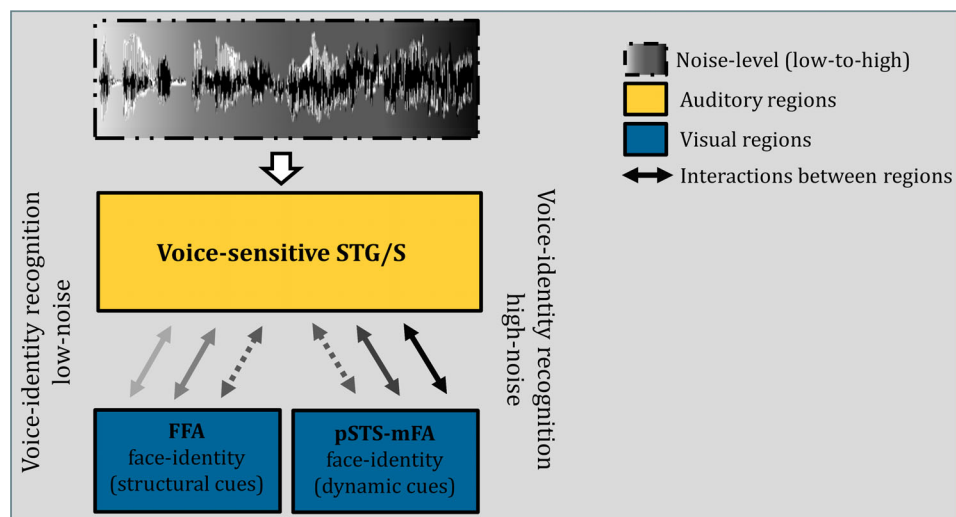 Noise-level (low-to-high)
Auditory regions
Visual regions
Interactions between regions
Voice-identity recognition
low-noise
Voice-sensitive STG/S
Voice-identity recognition
high-noise
FFA
face-identity
(structural cues)
pSTS-mFA
face-identity
(dynamic cues)